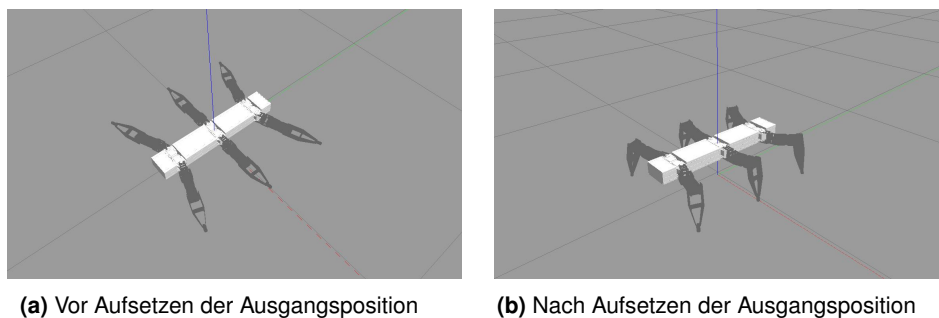 (a) Vor Aufsetzen der Ausgangsposition
(b) Nach Aufsetzen der Ausgangsposition